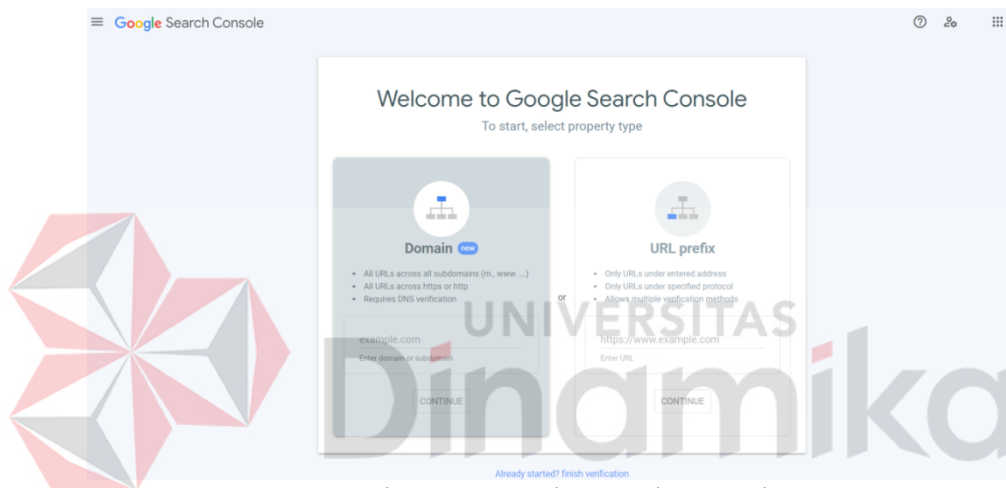 Google Search Console
Welcome to Google Search Console
To start, select property type
Domain new
All URLs across all subdomains (m., www. ...)
All URLs across https or http
Requires DNS verification
example.com
Enter domain or subdomain
CONTINUE
or
URL prefix
Only URLs under entered address
Only URLs under specified protocol
Allows multiple verification methods
https://www.example.com
Enter URL
CONTINUE
Already started? finish verification
UNIVERSITAS
Dinamika